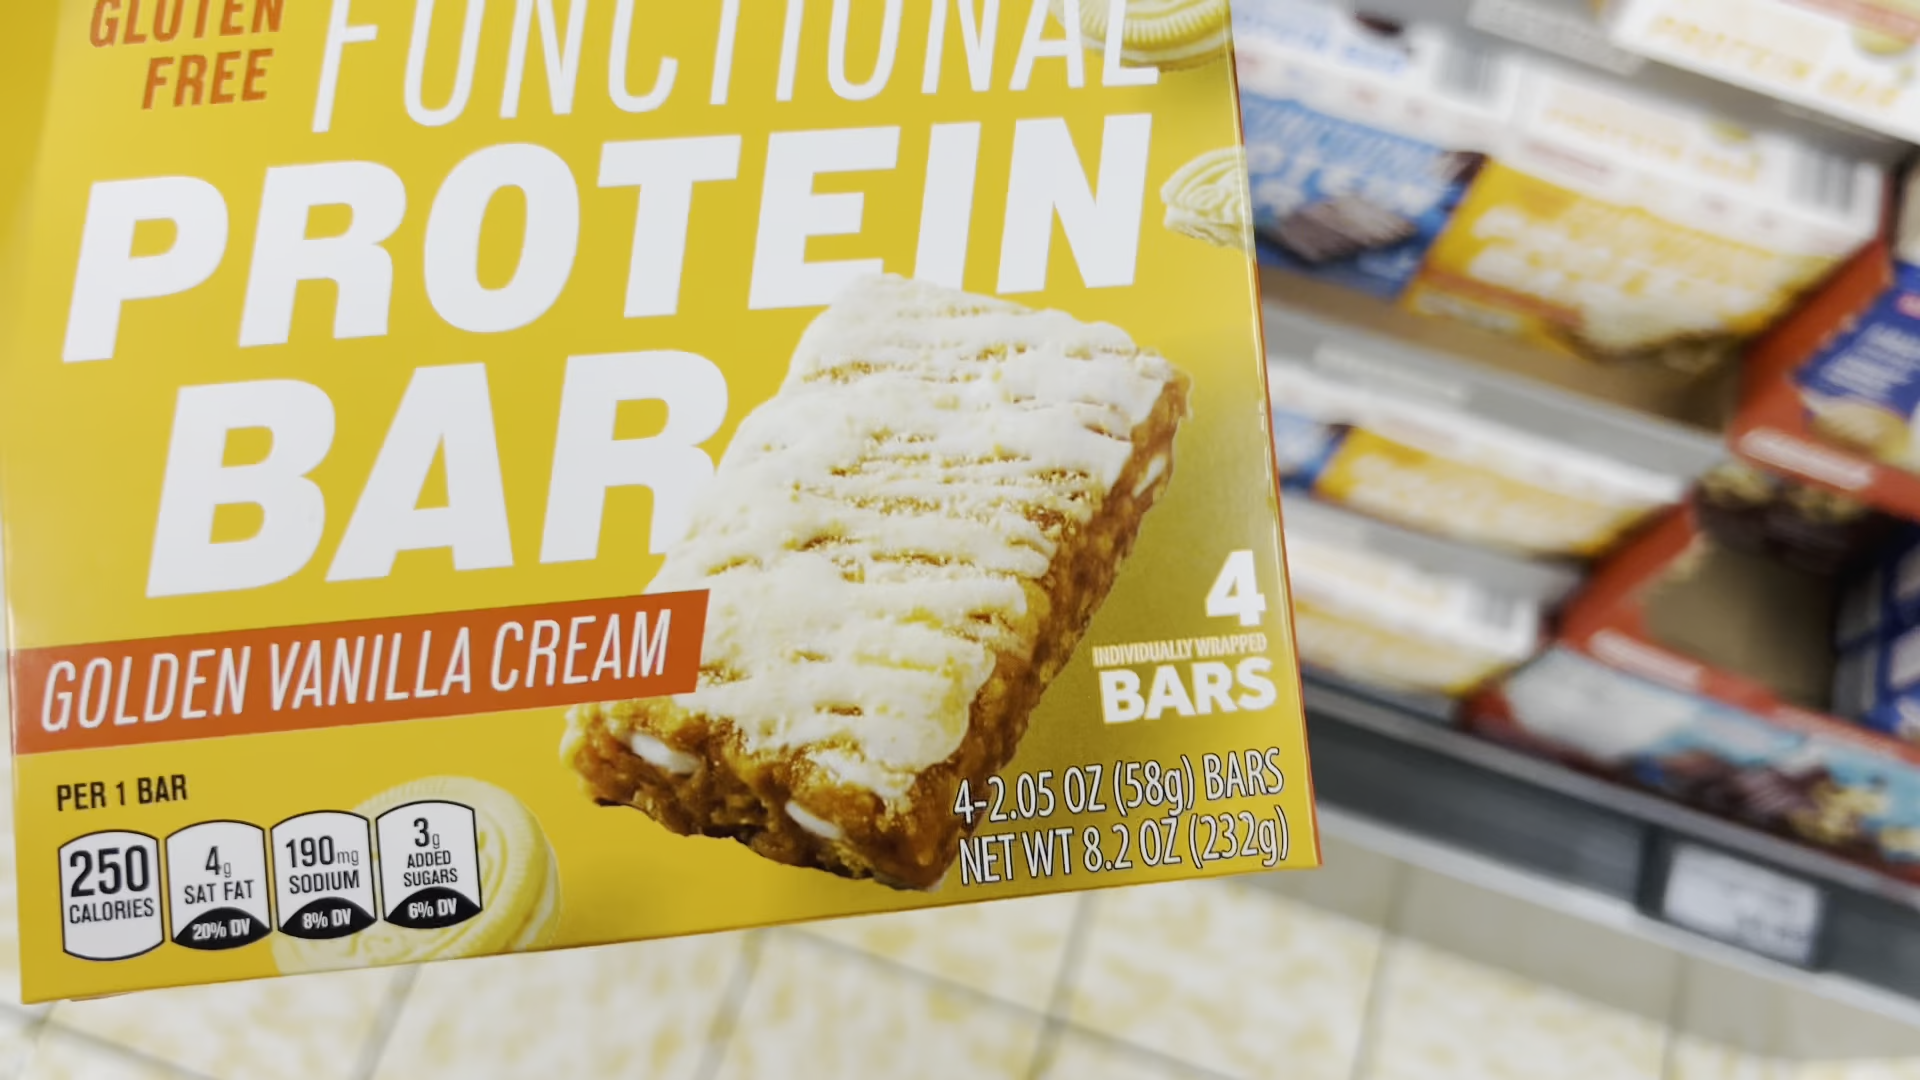 GLUTEN
FREE
FUNCTIONAL
PROTEIN
BAR
GOLDEN VANILLA CREAM
4
INDIVIDUALLY WRAPPED
BARS
4-2.05 OZ (58g) BARS
NET WT 8.2 OZ (232g)
PER 1 BAR
250
CALORIES
4g
SAT FAT
20% DV
190mg
SODIUM
8% DV
3g
ADDED
SUGARS
6% DV